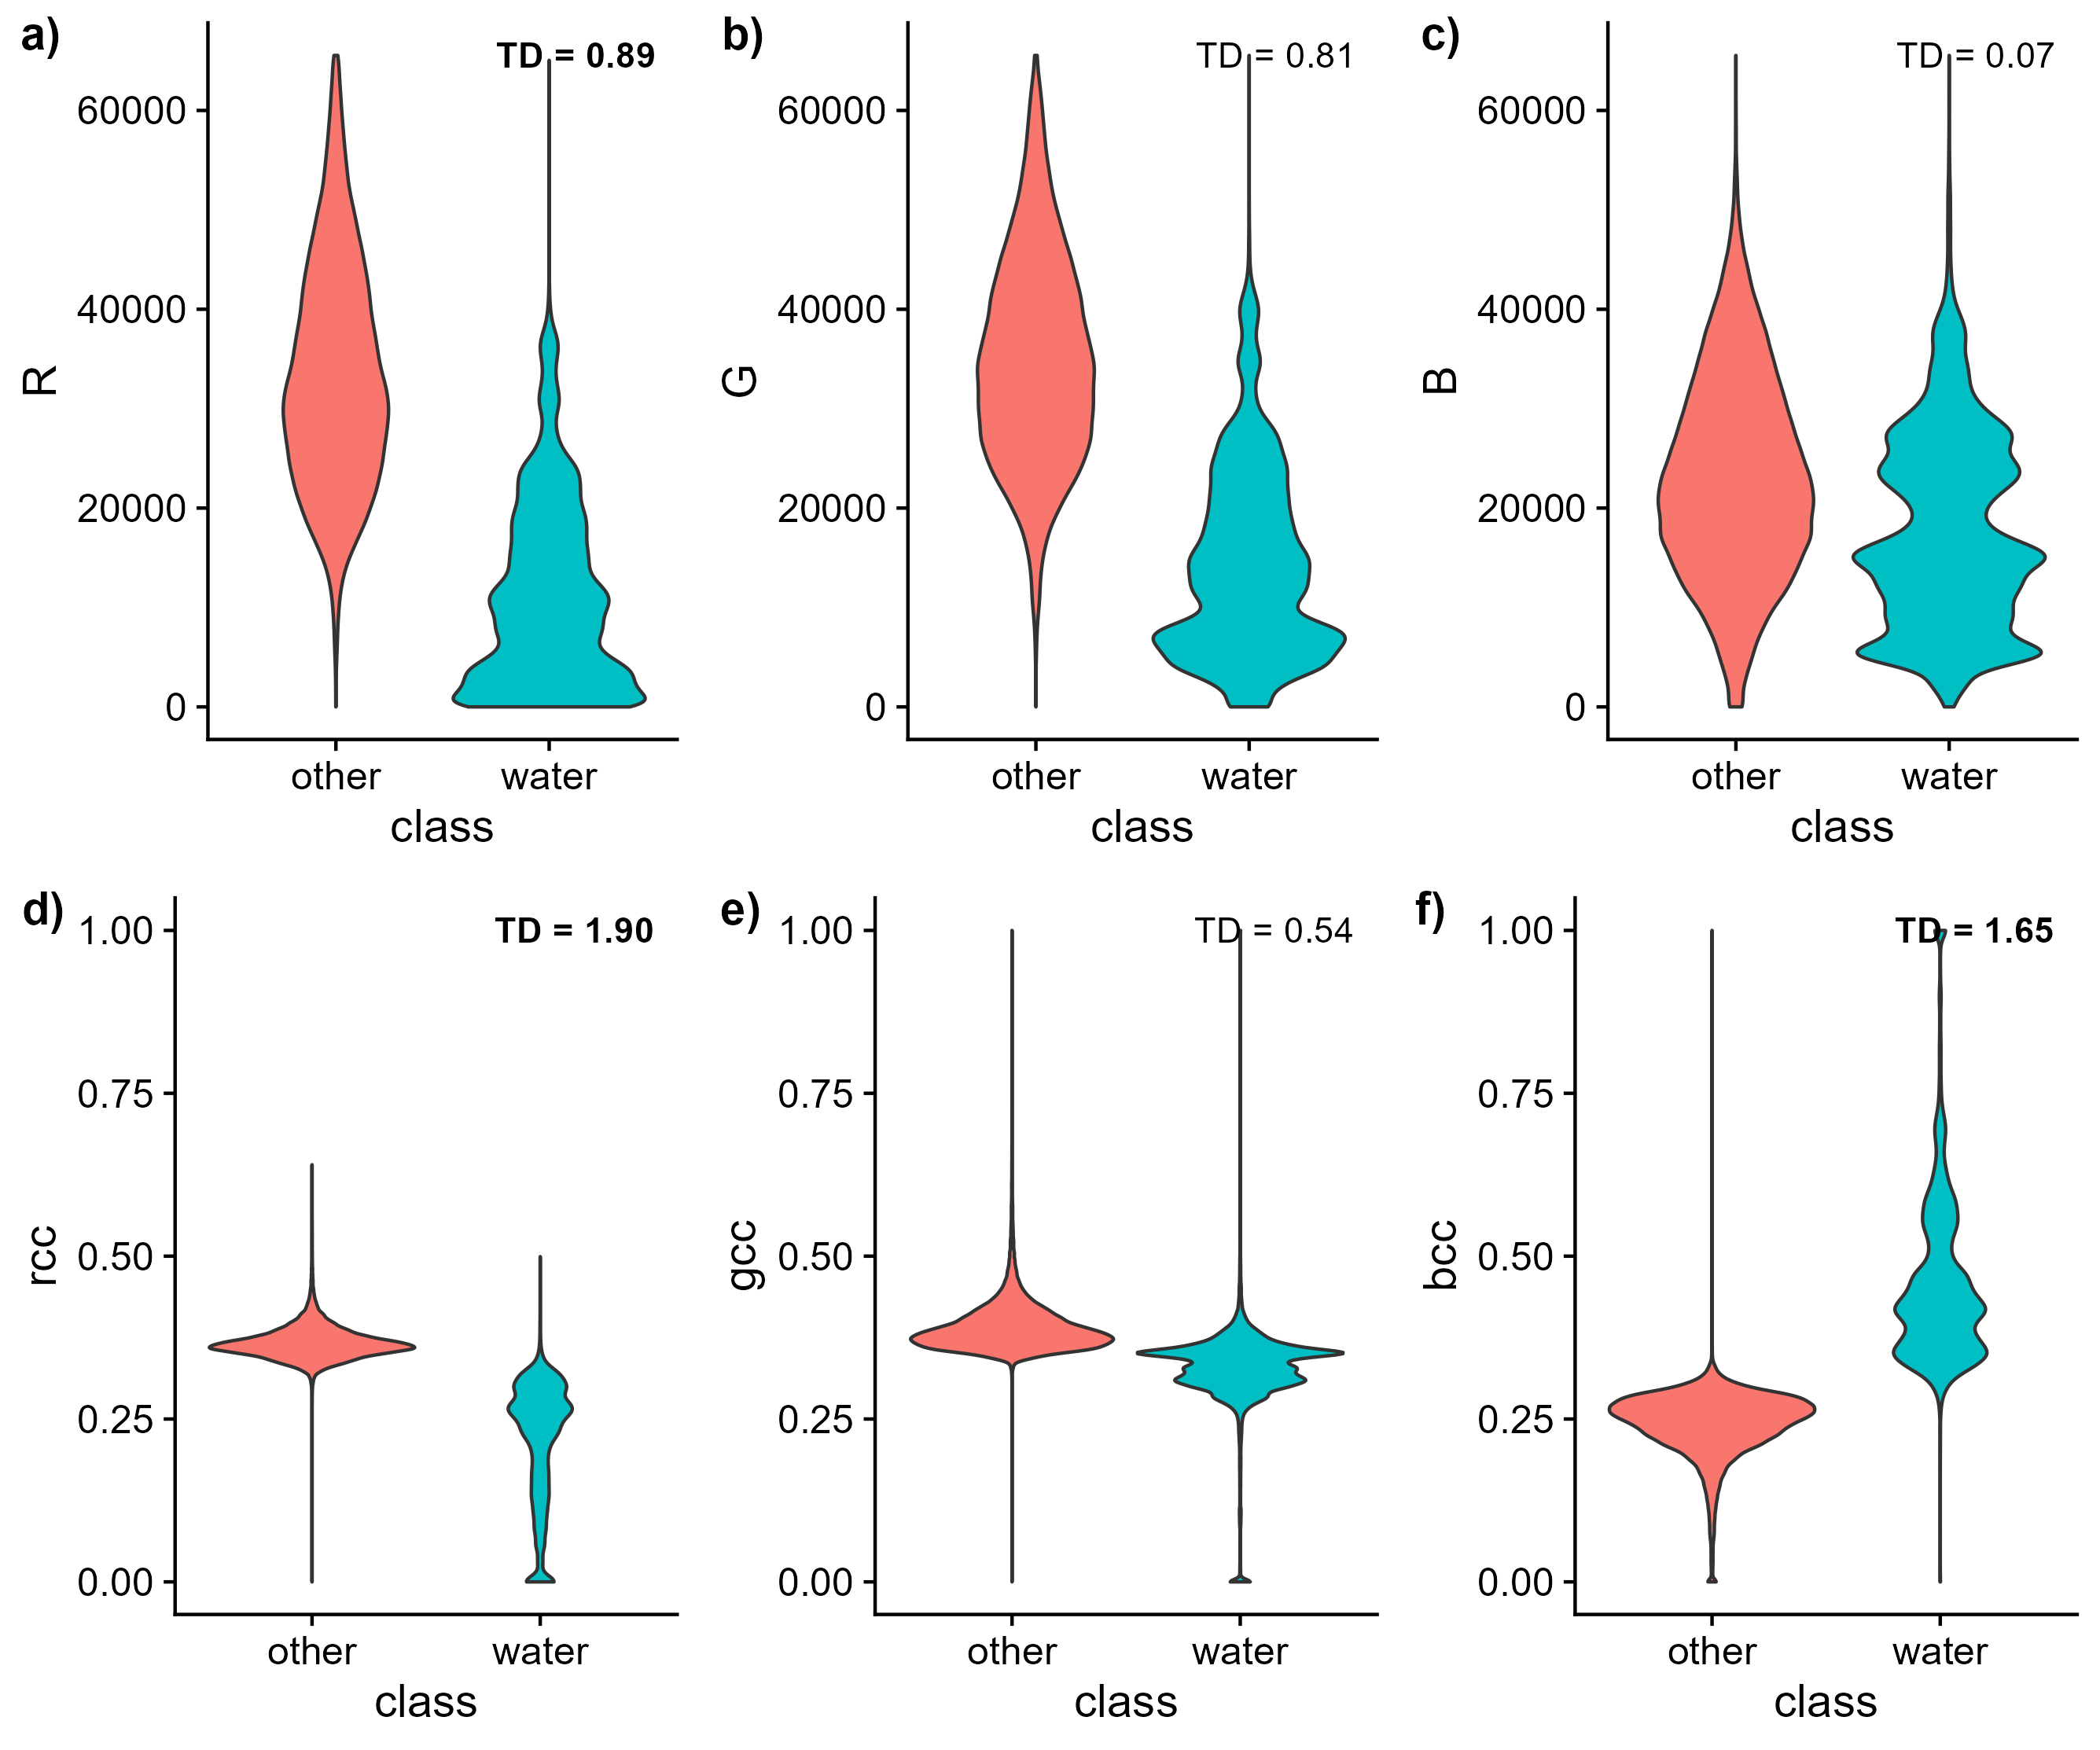 a)
TD = 0.89
R
60000
40000
20000
0
other water
class
b)
TD = 0.81
G
60000
40000
20000
0
other water
class
c)
TD = 0.07
B
60000
40000
20000
0
other water
class
d)
TD = 1.90
rcc
1.00
0.75
0.50
0.25
0.00
other water
class
e)
TD = 0.54
gcc
1.00
0.75
0.50
0.25
0.00
other water
class
f)
TD = 1.65
bcc
1.00
0.75
0.50
0.25
0.00
other water
class